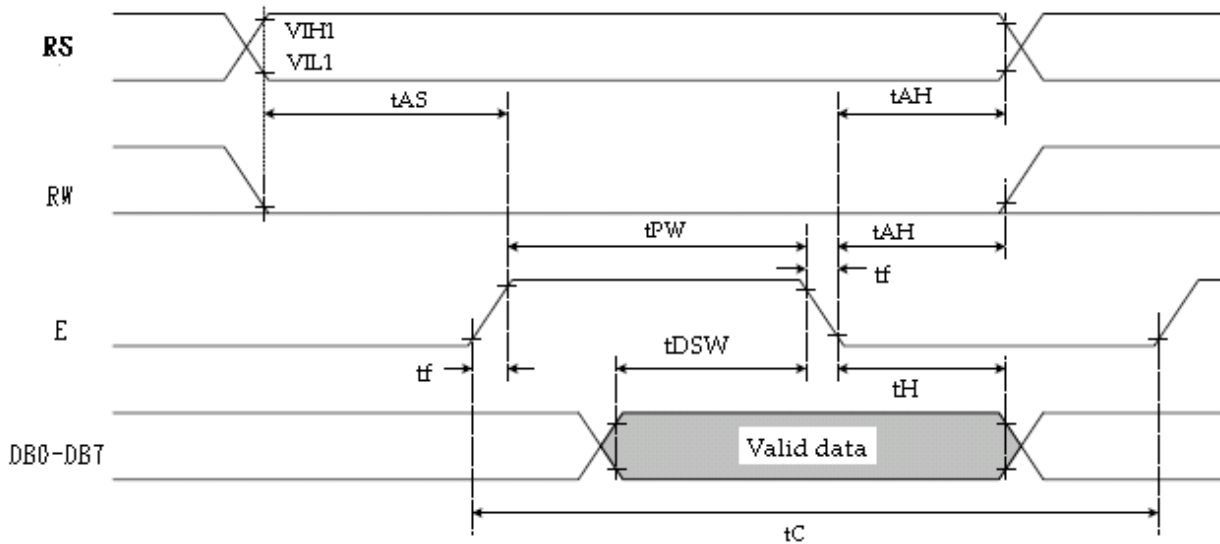 RS
VIH1
VIL1
tAS
tAH
RW
tPW
tAH
tf
E
tDSW
tf
tH
DB0-DB7
Valid data
tC